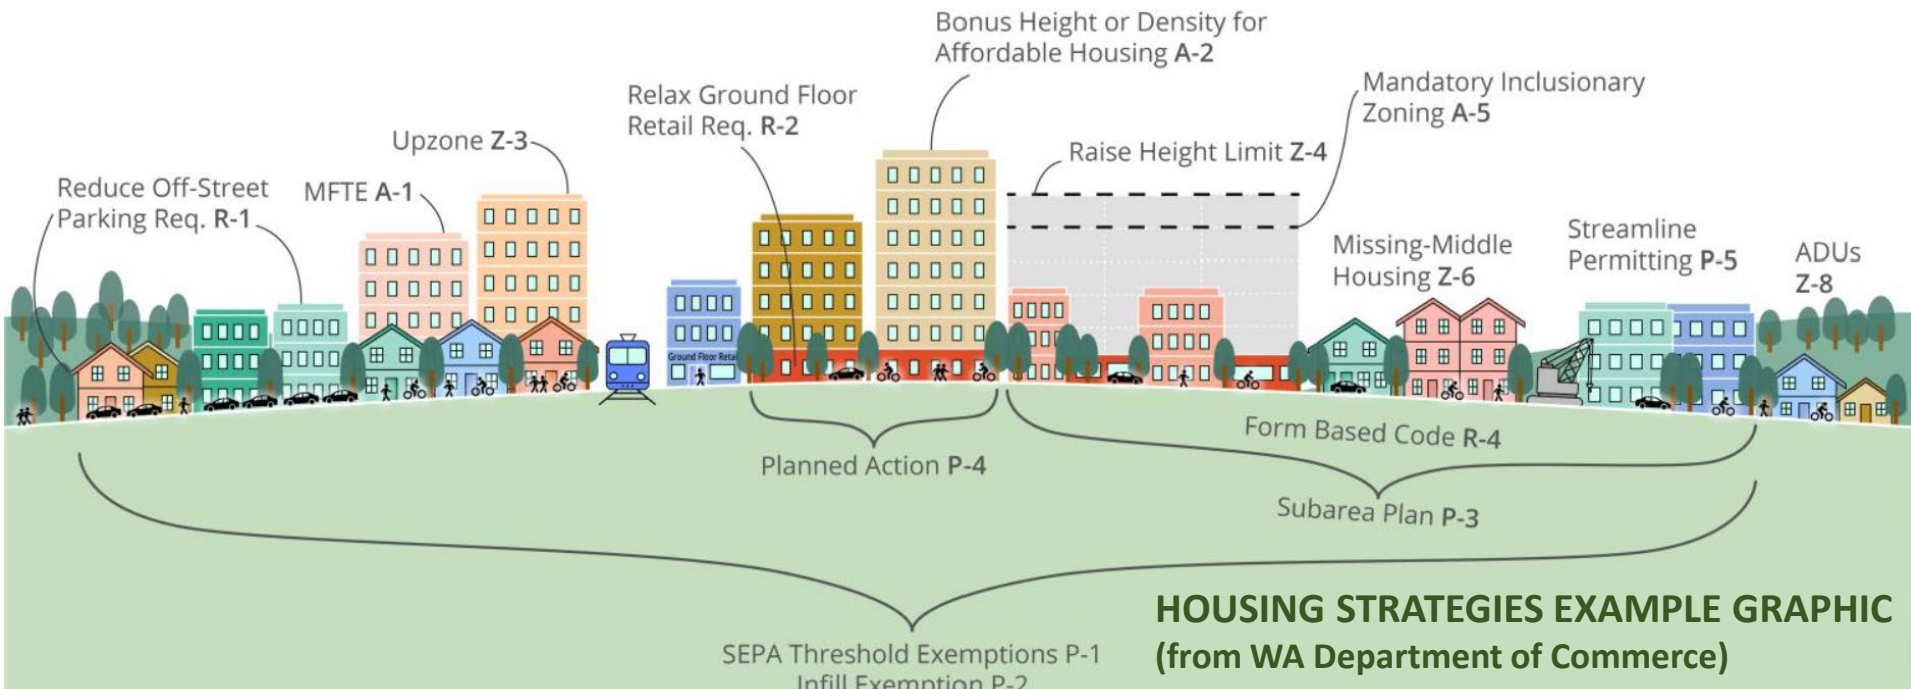 Bonus Height or Density for
Affordable Housing A-2
Mandatory Inclusionary
Zoning A-5
Relax Ground Floor
Retail Req. R-2
Upzone Z-3
Raise Height Limit Z-4
Reduce Off-Street
Parking Req. R-1
MFTE A-1
Missing-Middle
Housing Z-6
Streamline
Permitting P-5
ADUs
Z-8
Ground Floor Retail
Planned Action P-4
Form Based Code R-4
Subarea Plan P-3
SEPA Threshold Exemptions P-1
Infill Exemption P-2
HOUSING STRATEGIES EXAMPLE GRAPHIC
(from WA Department of Commerce)